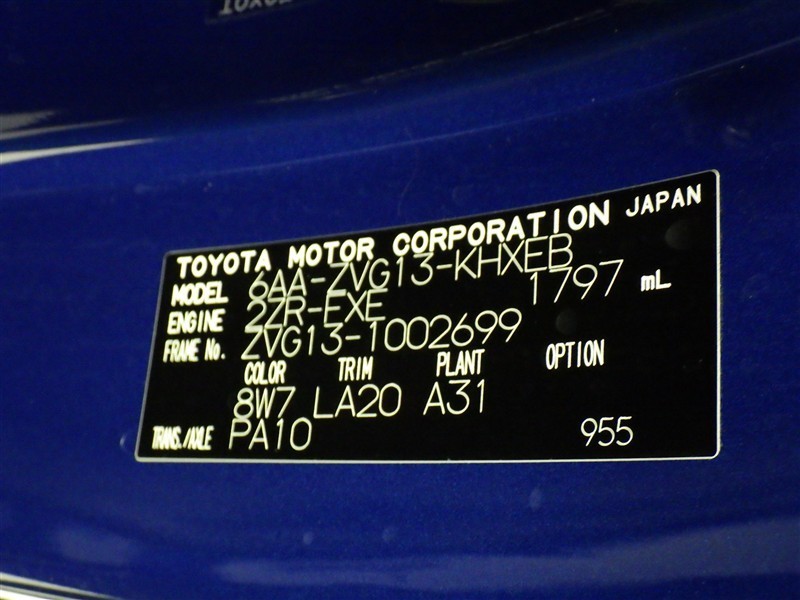 TOYOTA MOTOR CORPORATION JAPAN
MODEL 6AA-ZVG13-KHXEB
ENGINE 2ZR-EXE 1797 mL
FRAME No. ZVG13-1002699
COLOR TRIM PLANT OPTION
8W7 LA20 A31
TRANS./AXLE PA10 955